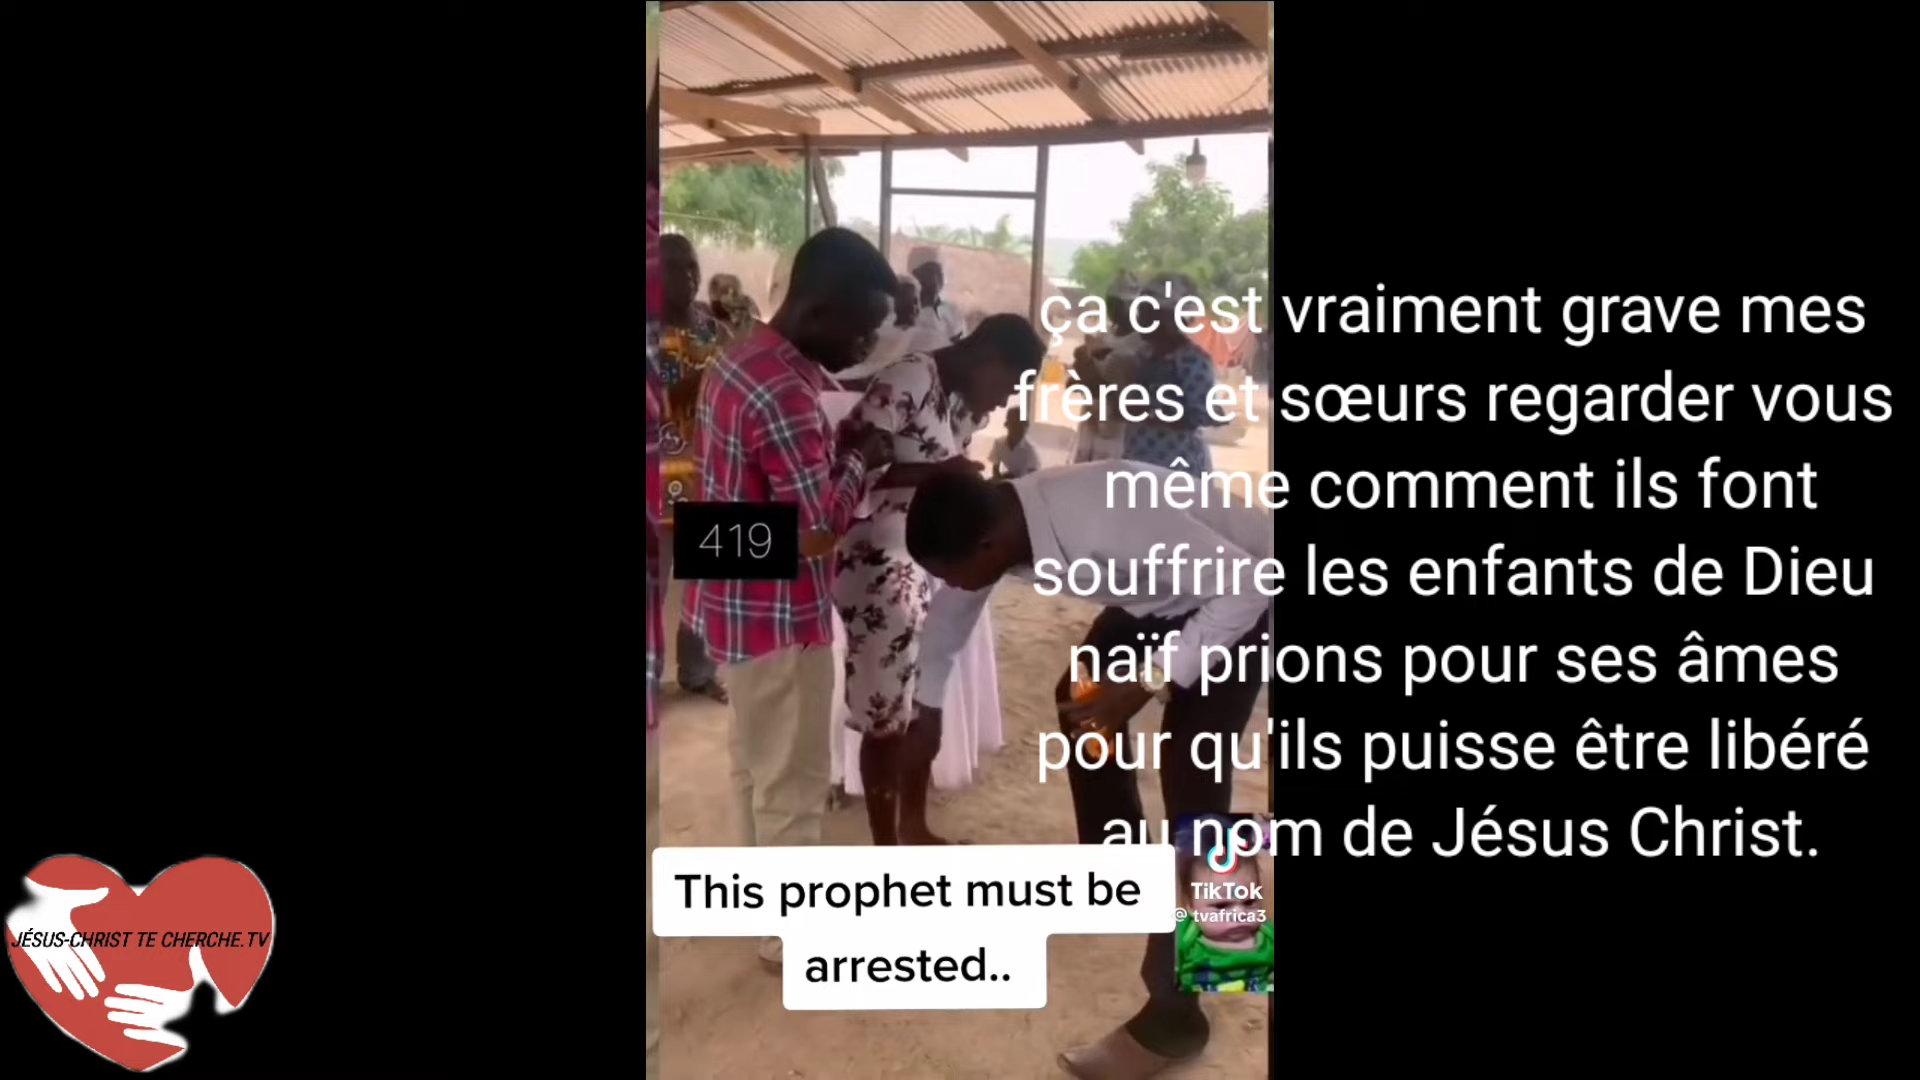 ça c'est vraiment grave mes
frères et sœurs regarder vous
même comment ils font
souffrire les enfants de Dieu
naïf prions pour ses âmes
pour qu'ils puisse être libéré
au nom de Jésus Christ.
419
This prophet must be
arrested..
TikTok
@ tvafrica3
JÉSUS-CHRIST TE CHERCHE.TV